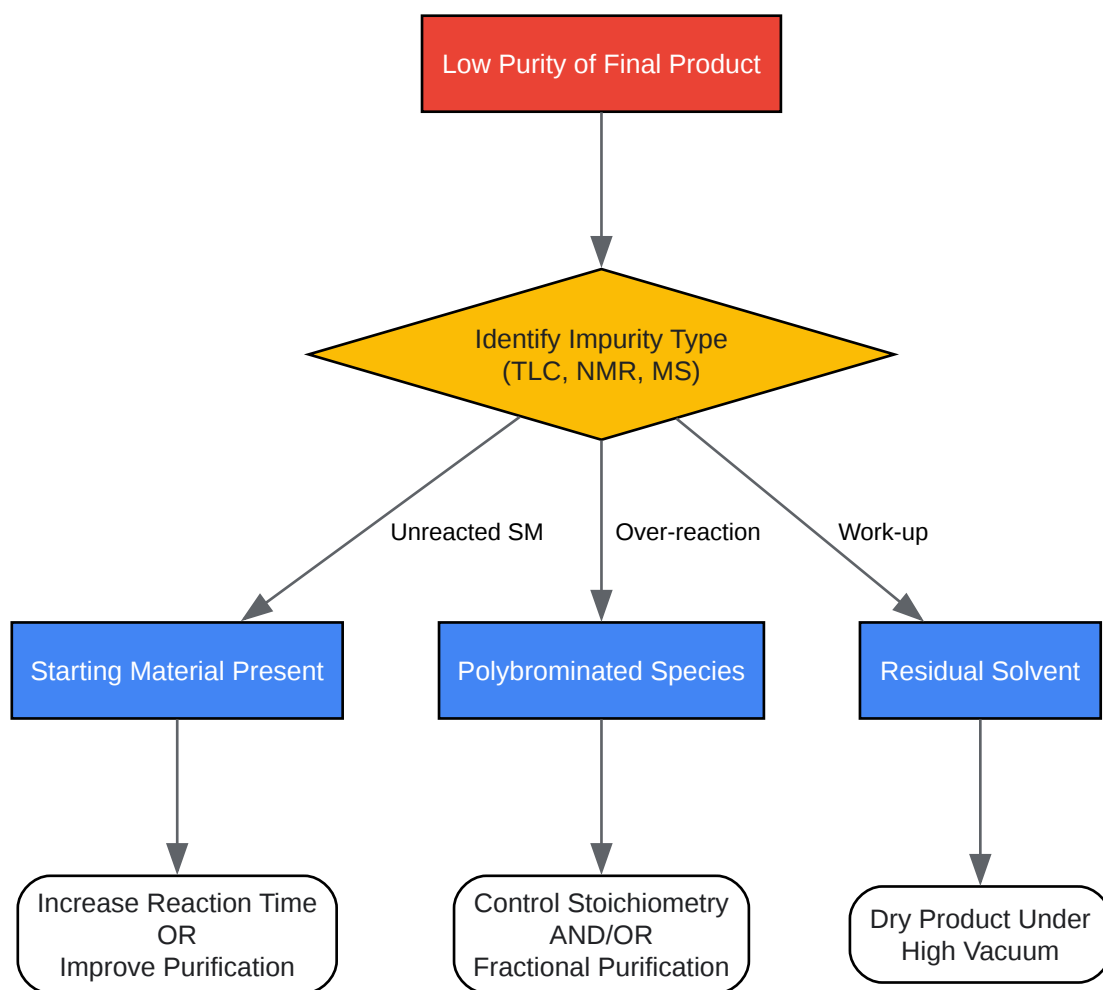 Low Purity of Final Product
Identify Impurity Type
(TLC, NMR, MS)
Unreacted SM
Over-reaction
Work-up
Starting Material Present
Polybrominated Species
Residual Solvent
Increase Reaction Time
OR
Improve Purification
Control Stoichiometry
AND/OR
Fractional Purification
Dry Product Under
High Vacuum